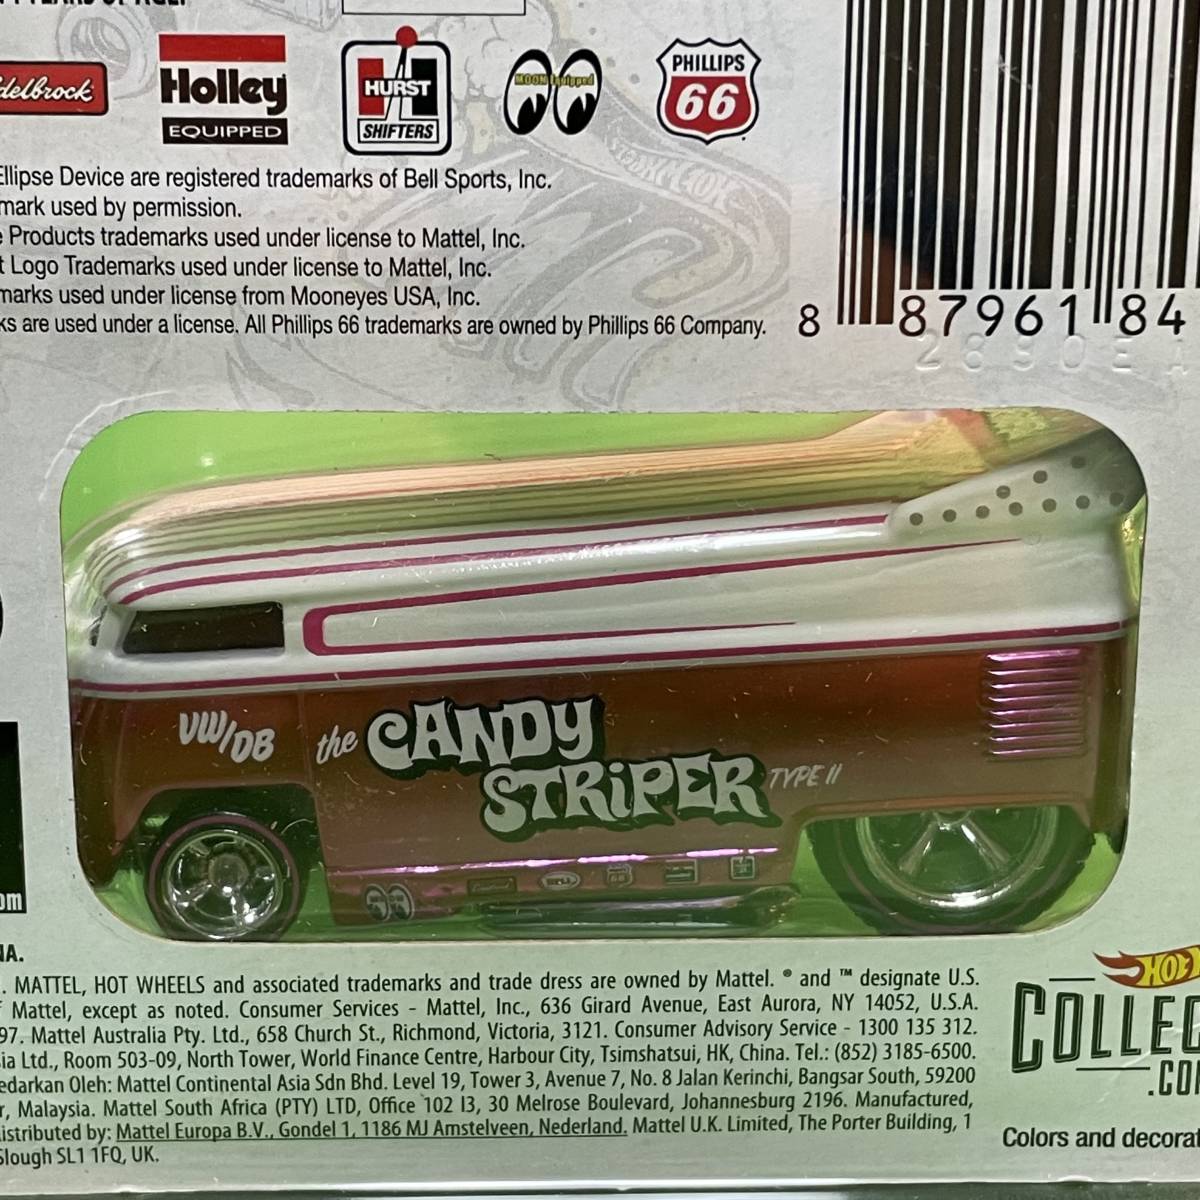 delbrock
Holley
EQUIPPED
HURST
SHIFTERS
MOON Equipped
PHILLIPS
66
Ellipse Device are registered trademarks of Bell Sports, Inc.
mark used by permission.
Products trademarks used under license to Mattel, Inc.
t Logo Trademarks used under license to Mattel, Inc.
marks used under license from Mooneyes USA, Inc.
ks are used under a license. All Phillips 66 trademarks are owned by Phillips 66 Company.
8 87961 84
VW/DB
the CANDY
STRIPER TYPE II
BELL
66
om
NA.
. MATTEL, HOT WHEELS and associated trademarks and trade dress are owned by Mattel. ® and ™ designate U.S.
Mattel, except as noted. Consumer Services - Mattel, Inc., 636 Girard Avenue, East Aurora, NY 14052, U.S.A.
97. Mattel Australia Pty. Ltd., 658 Church St., Richmond, Victoria, 3121. Consumer Advisory Service - 1300 135 312.
ia Ltd., Room 503-09, North Tower, World Finance Centre, Harbour City, Tsimshatsui, HK, China. Tel.: (852) 3185-6500.
edarkan Oleh: Mattel Continental Asia Sdn Bhd. Level 19, Tower 3, Avenue 7, No. 8 Jalan Kerinchi, Bangsar South, 59200
r, Malaysia. Mattel South Africa (PTY) LTD, Office 102 I3, 30 Melrose Boulevard, Johannesburg 2196. Manufactured,
istributed by: Mattel Europa B.V., Gondel 1, 1186 MJ Amstelveen, Nederland. Mattel U.K. Limited, The Porter Building, 1
Slough SL1 1FQ, UK.
HOT
COLLEC
.CO
Colors and decorat